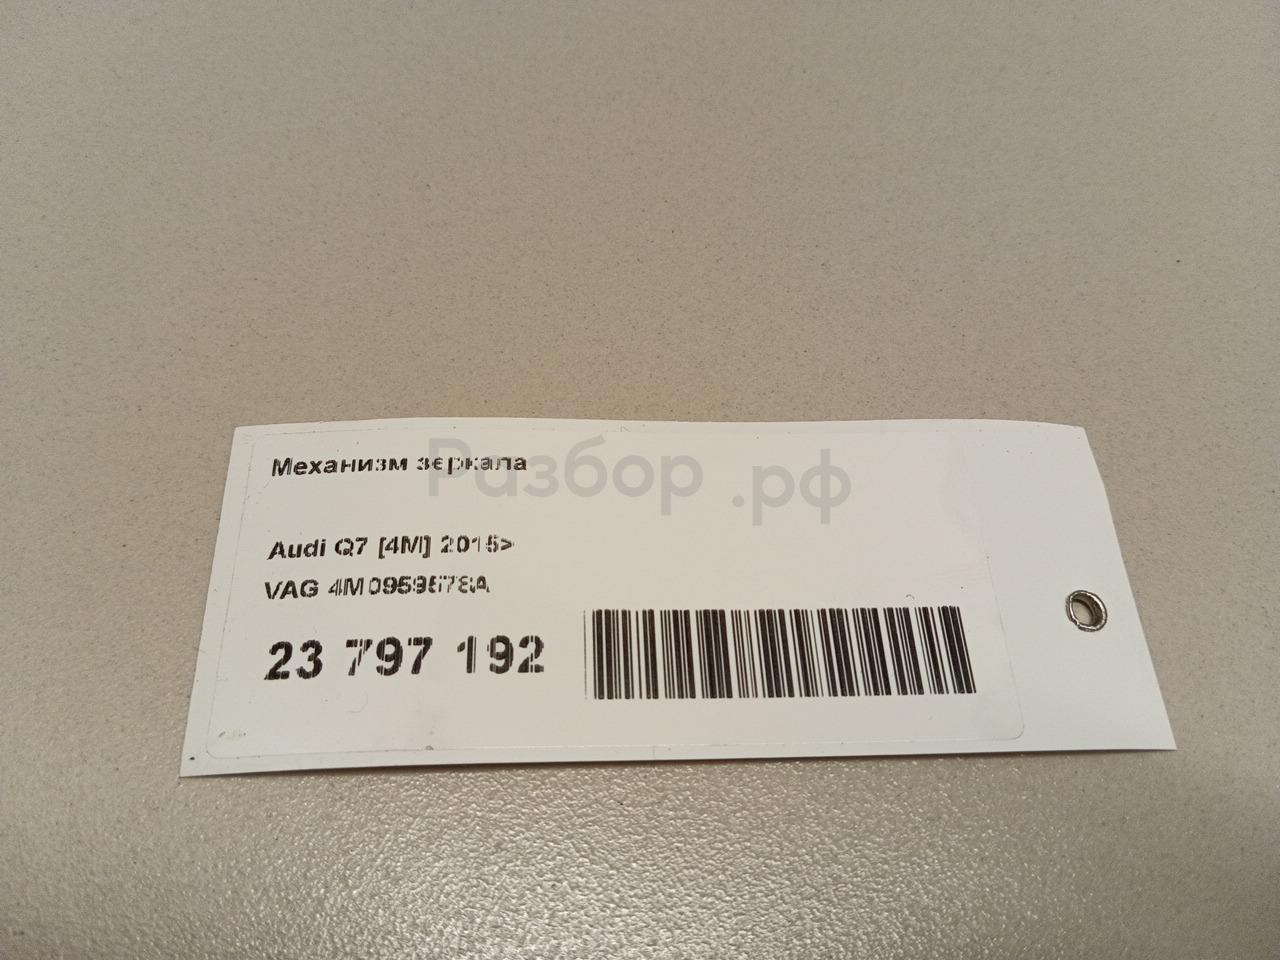 Механизм зеркала
Разбор.рф
Audi Q7 [4M] 2015>
VAG 4M0959578A
23 797 192